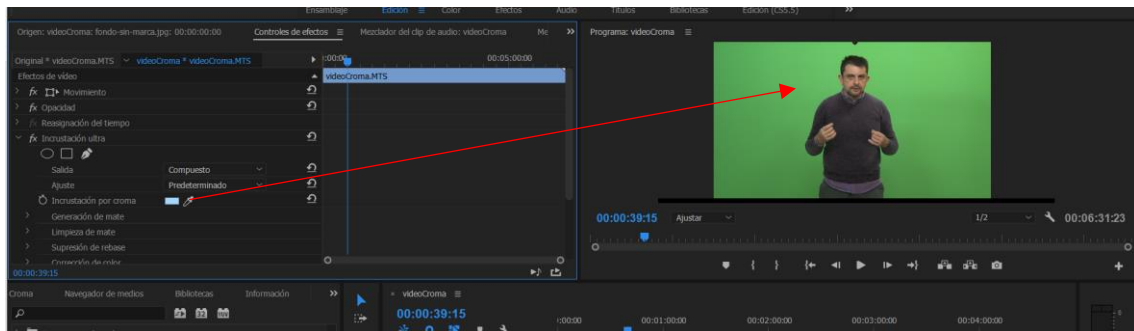 Ensamblaje Edición Color Efectos Audio Títulos Bibliotecas Edición (CS5.5) »
Origen: videoCroma: fondo-sin-marca.jpg: 00:00:00:00 Controles de efectos Mezclador del clip de audio: videoCroma Me »
Programa: videoCroma
Original * videoCroma.MTS videoCroma * videoCroma.MTS
:00:00 00:05:00:00
Efectos de vídeo
videoCroma.MTS
fx Movimiento
fx Opacidad
fx Reasignación del tiempo
fx Incrustación ultra
Salida Compuesto
Ajuste Predeterminado
Incrustación por croma
Generación de mate
Limpieza de mate
Supresión de rebase
Corrección de color
00:00:39:15
00:00:39:15 Ajustar 1/2 00:06:31:23
Croma Navegador de medios Bibliotecas Información »
× videoCroma
00:00:39:15
:00:00 00:01:00:00 00:02:00:00 00:03:00:00 00:04:00:00